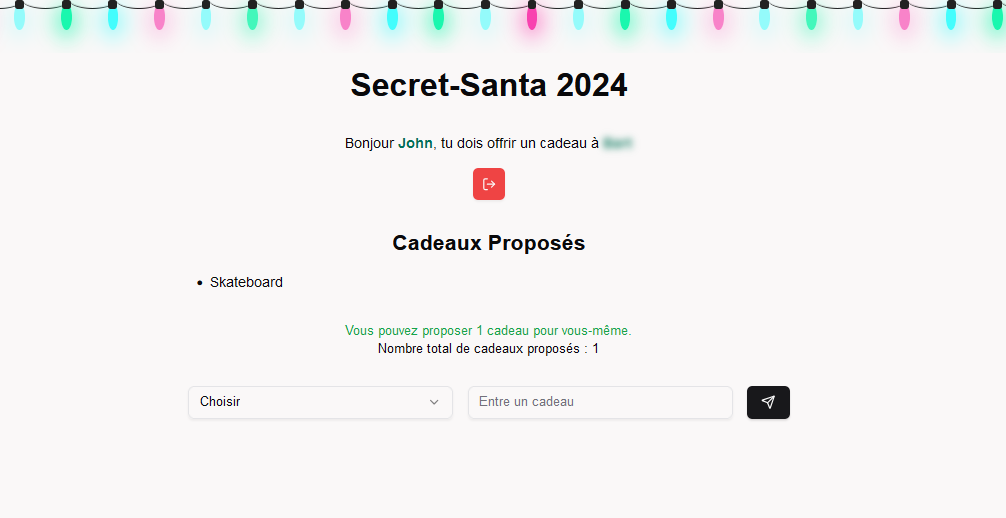 Secret-Santa 2024
Bonjour John, tu dois offrir un cadeau à
Cadeaux Proposés
• Skateboard
Vous pouvez proposer 1 cadeau pour vous-même.
Nombre total de cadeaux proposés : 1
Choisir
Entre un cadeau